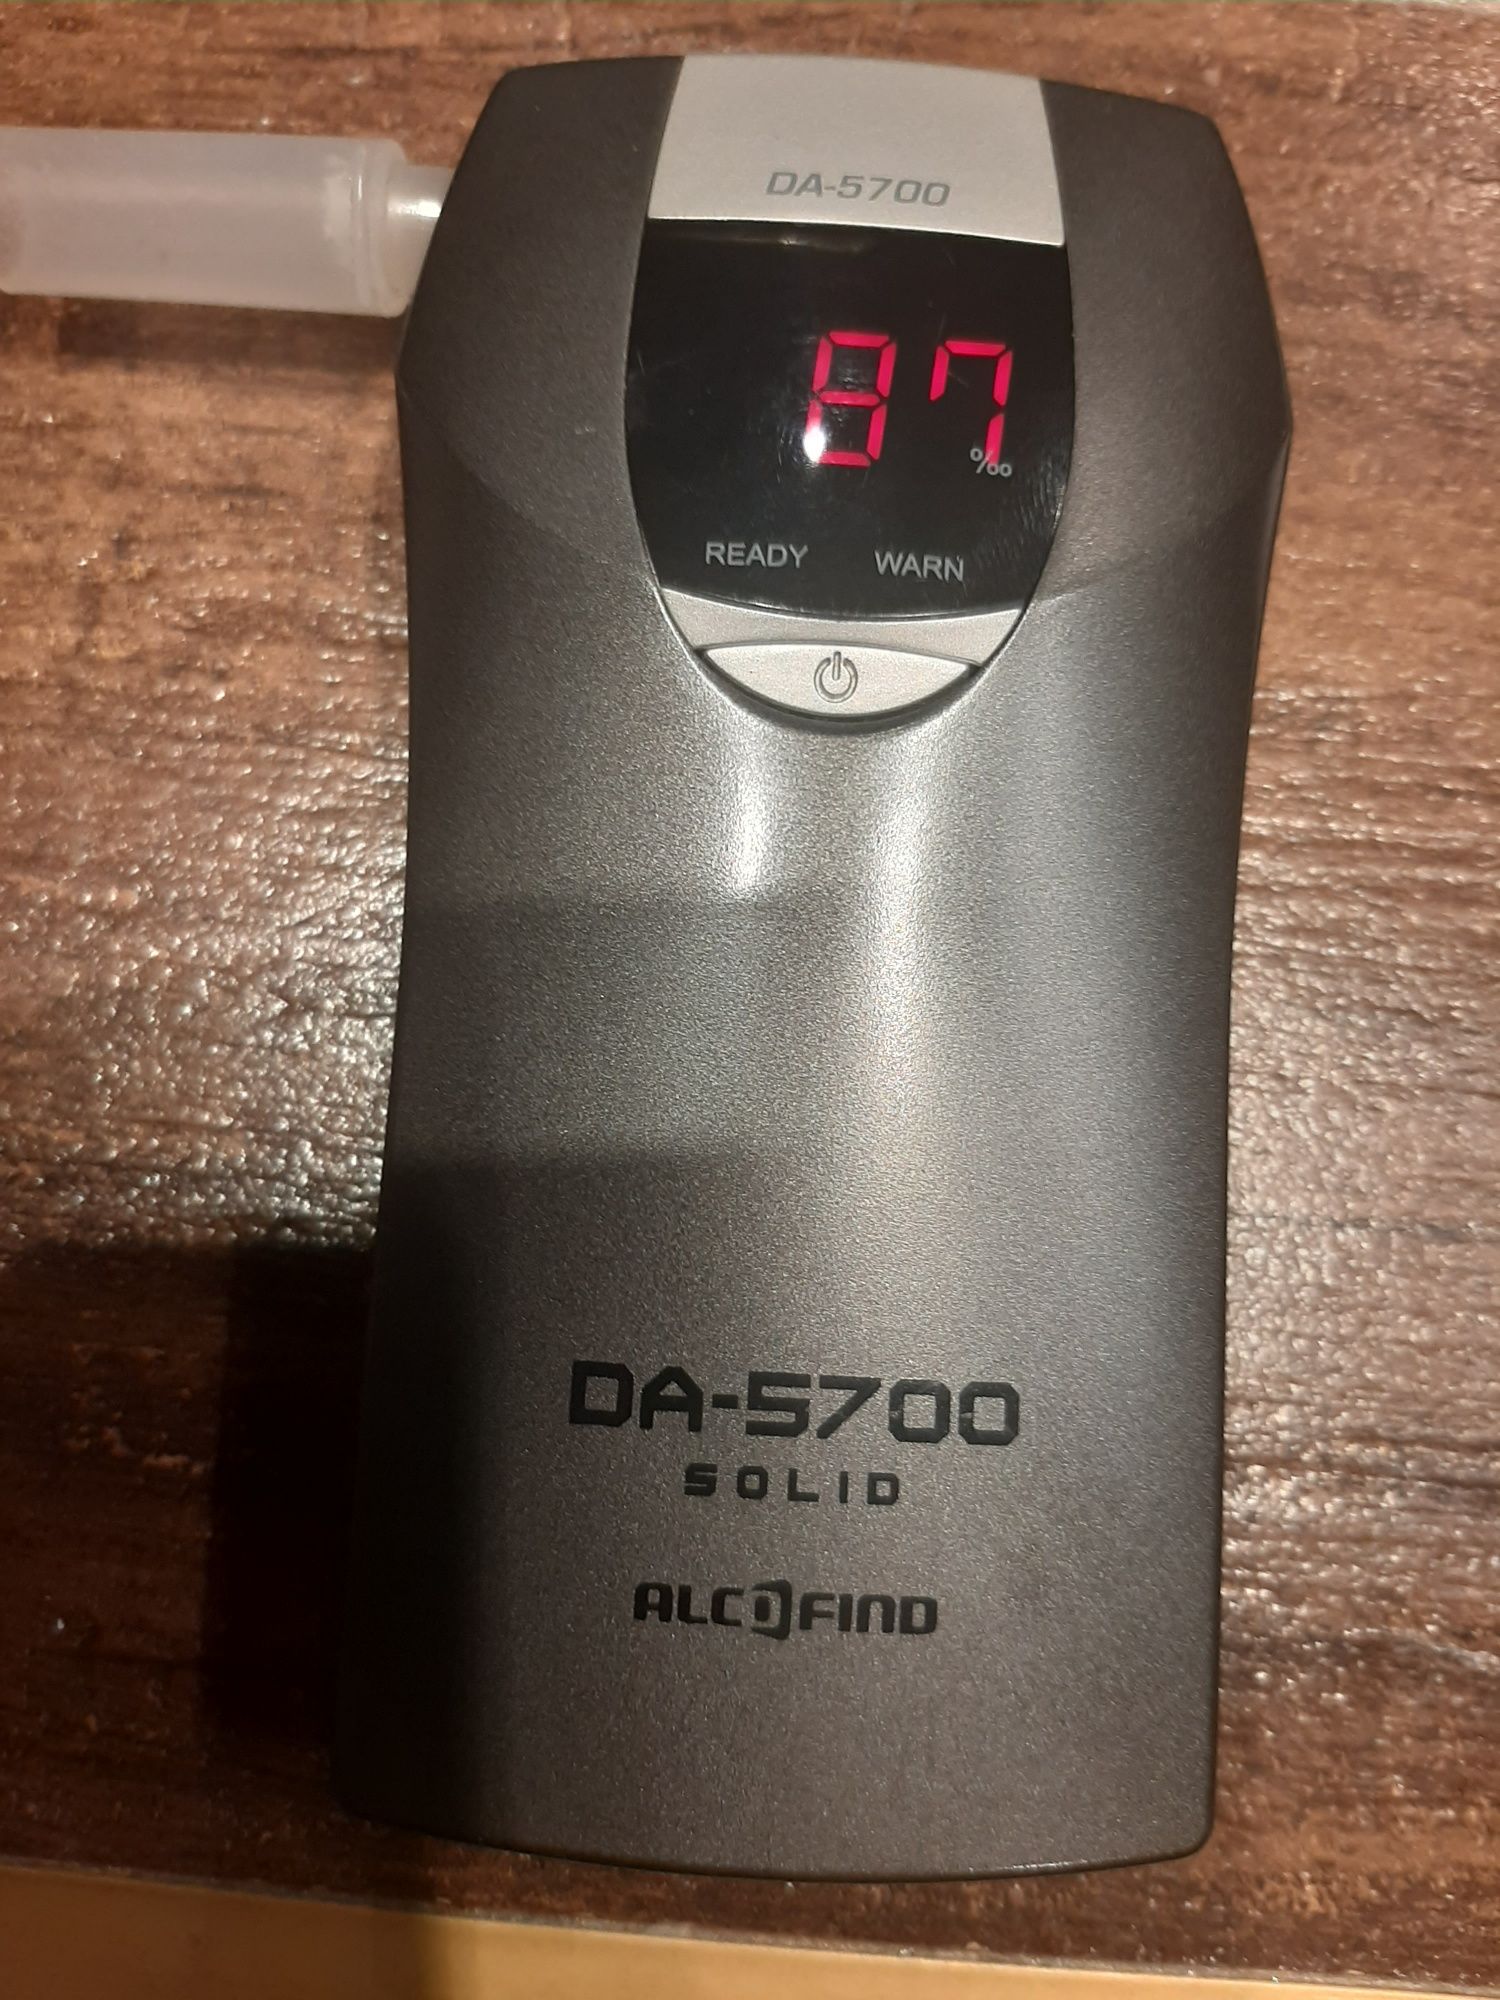 DA-5700
87
‰
READY WARN
DA-5700
SOLID
ALCOFIND